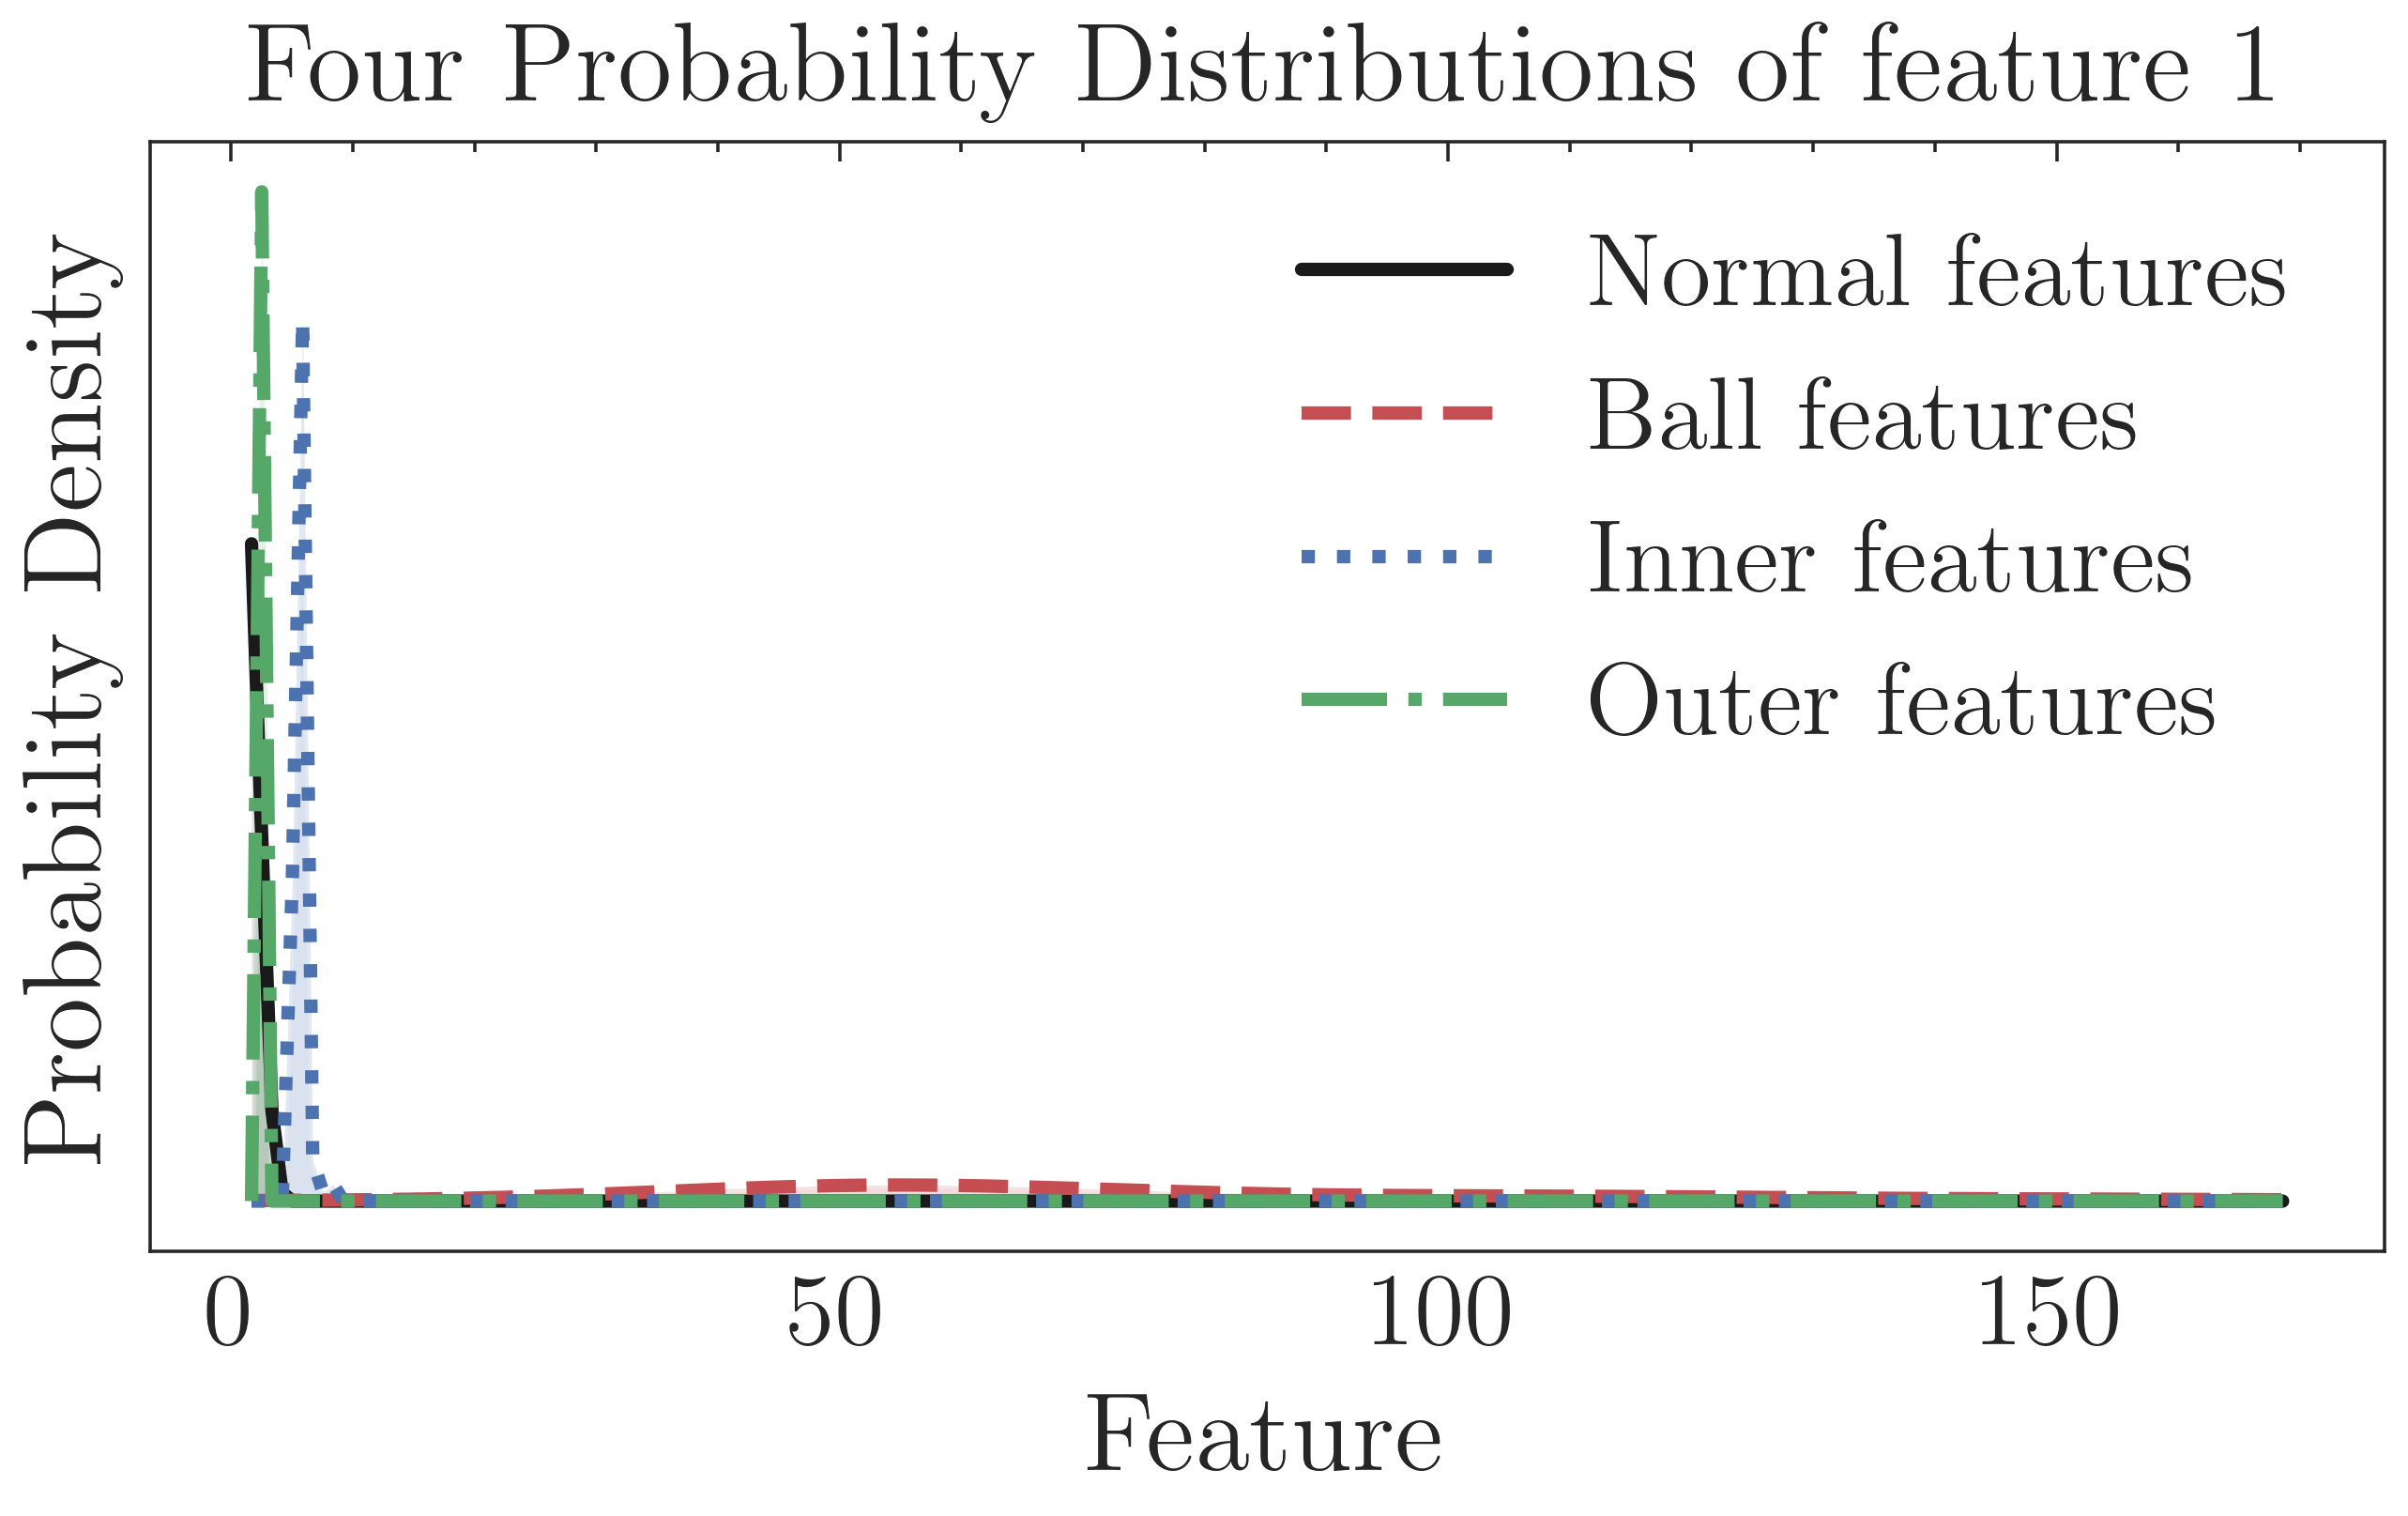 Four Probability Distributions of feature 1
Probability Density
Normal features
Ball features
Inner features
Outer features
0 50 100 150
Feature